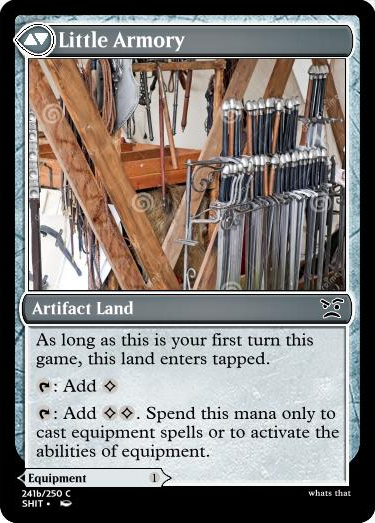 Little Armory
Artifact Land
As long as this is your first turn this
game, this land enters tapped.
: Add
: Add . Spend this mana only to
cast equipment spells or to activate the
abilities of equipment.
Equipment 1
241b/250 C
SHIT •
whats that